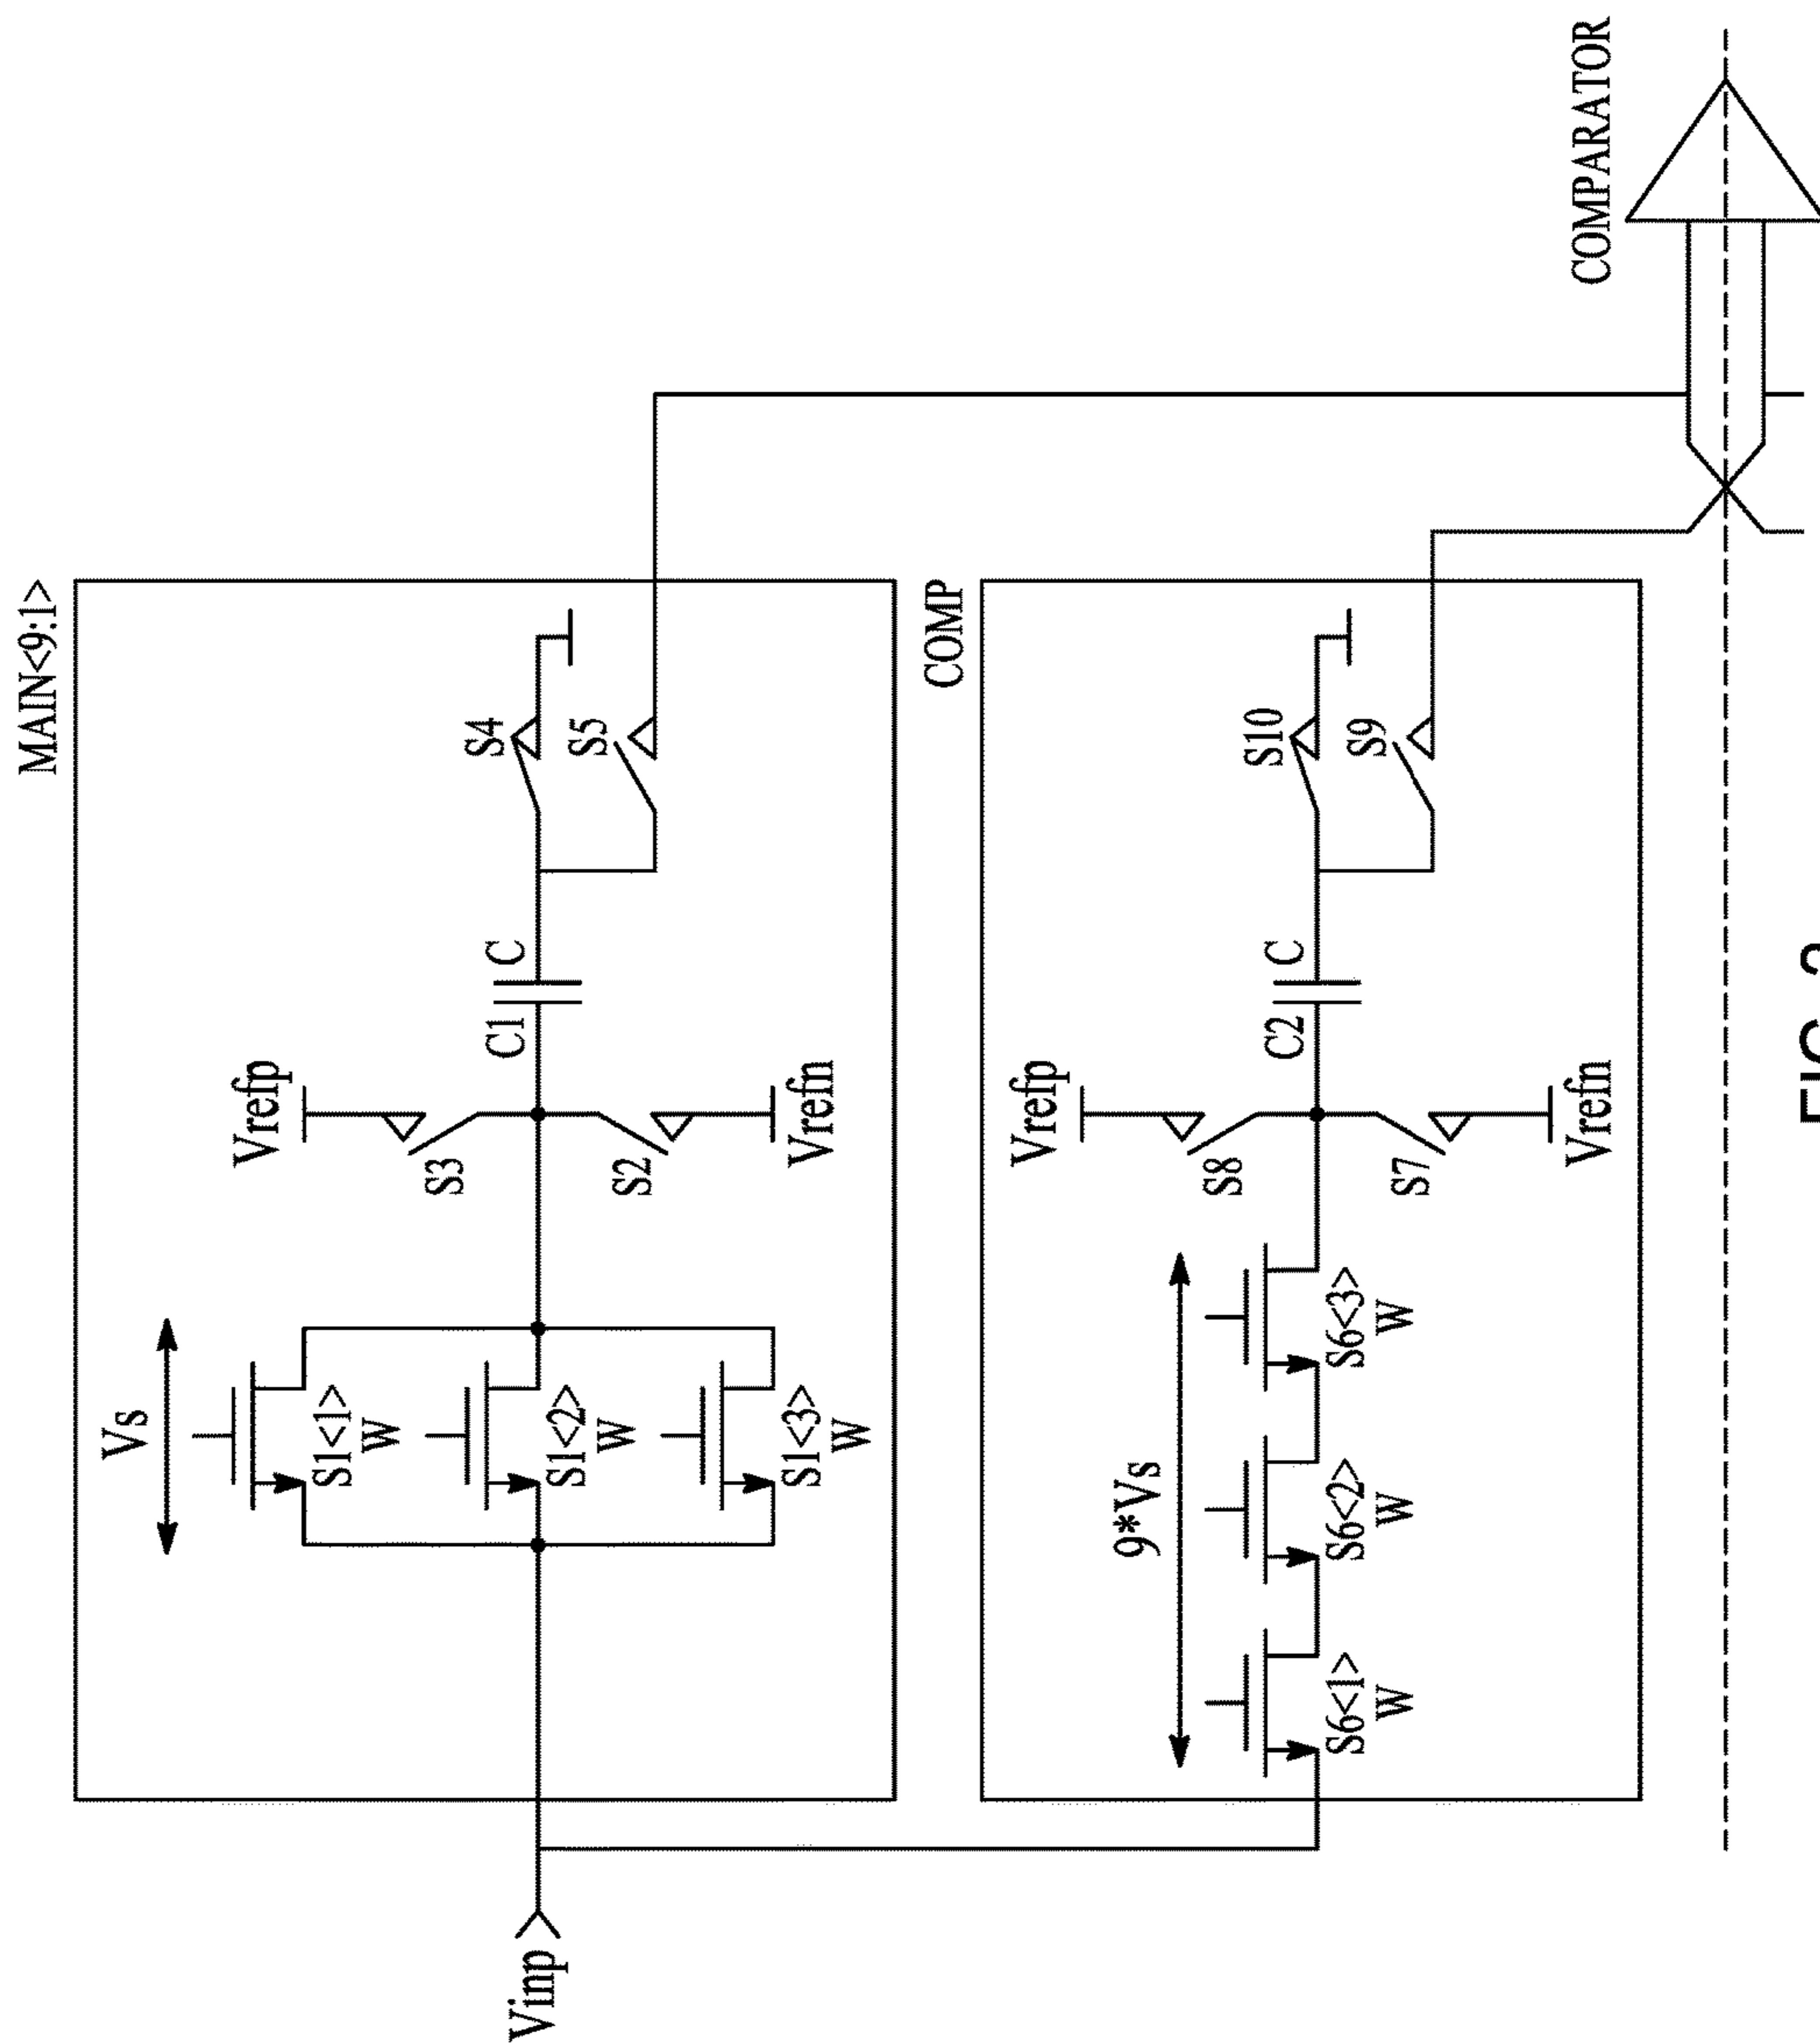 MAIN<9:1>
Vs
S1<1>
W
S1<2>
W
S1<3>
W
Vinp
Vrefp
S3
S2
Vrefn
C1
C
S4
S5
COMP
9*Vs
S6<1>
W
S6<2>
W
S6<3>
W
Vrefp
S8
S7
Vrefn
C2
C
S10
S9
COMPARATOR